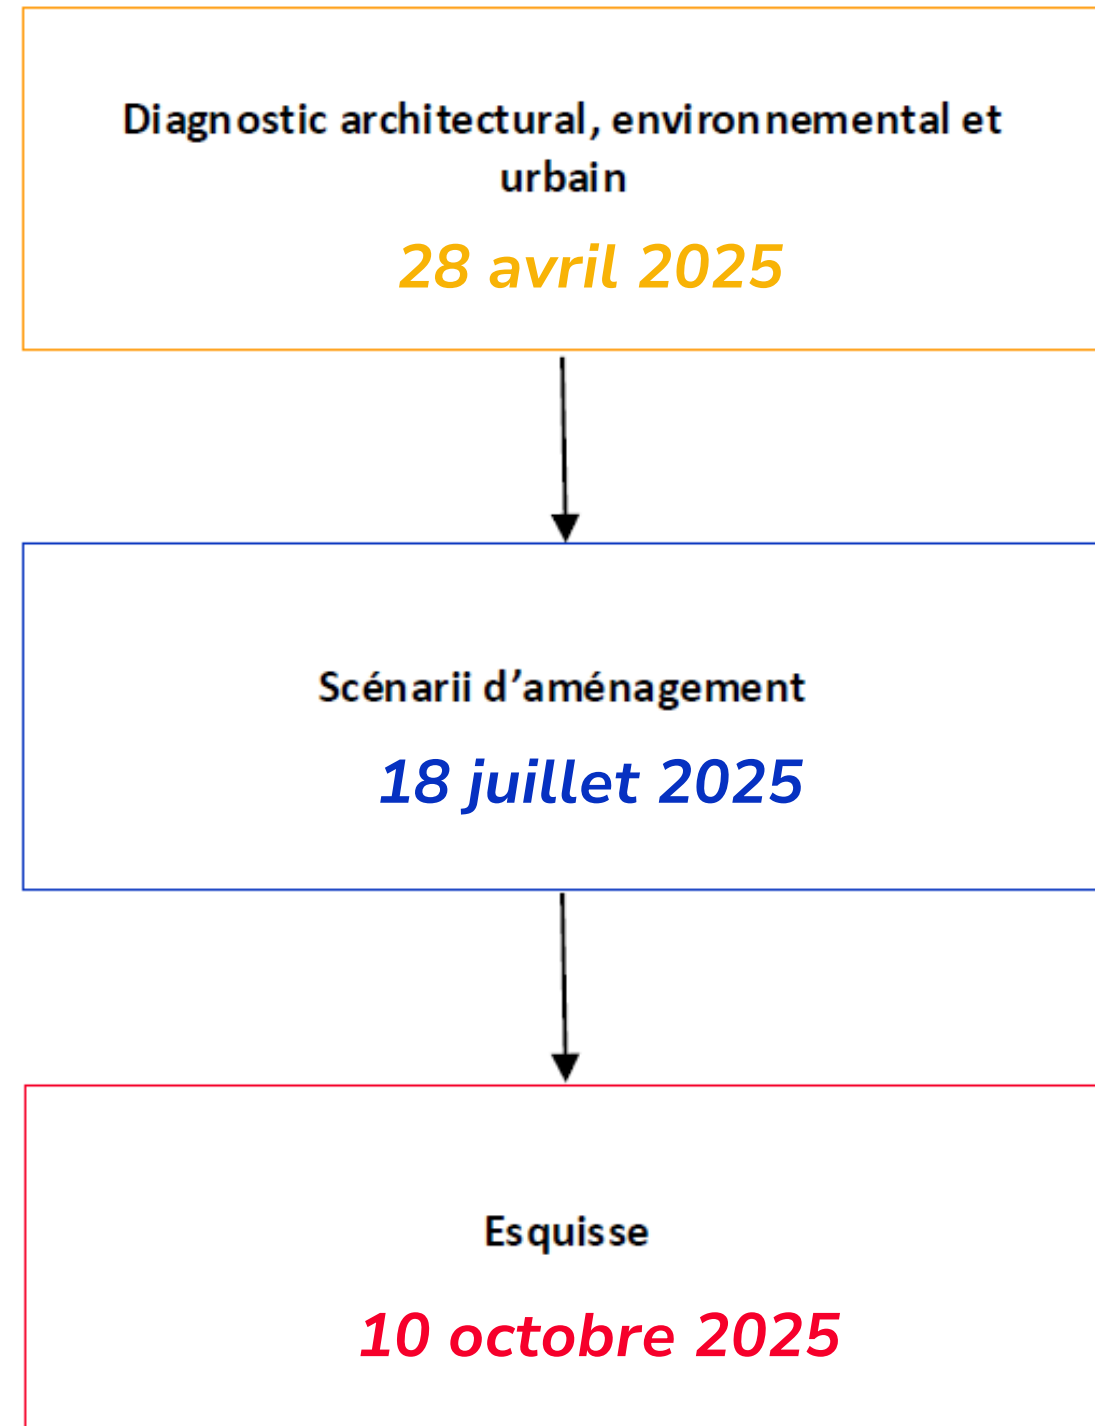 Diagnostic architectural, environnemental et
urbain
28 avril 2025
Scénarii d’aménagement
18 juillet 2025
Esquisse
10 octobre 2025